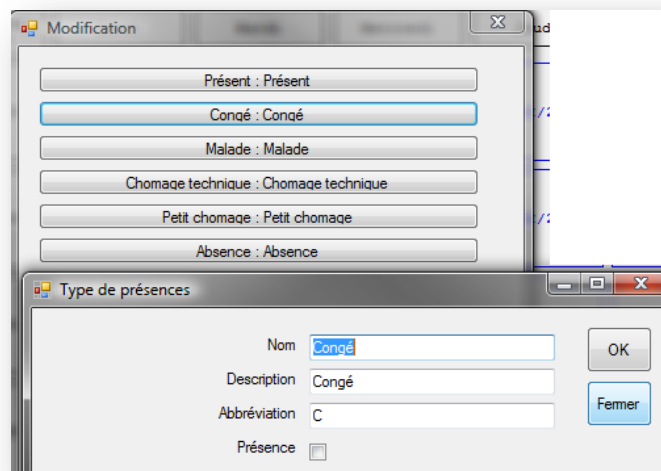 Modification
Présent : Présent
Congé : Congé
Malade : Malade
Chomage technique : Chomage technique
Petit chomage : Petit chomage
Absence : Absence
Type de présences
Nom Congé OK
Description Congé
Abbréviation C Fermer
Présence